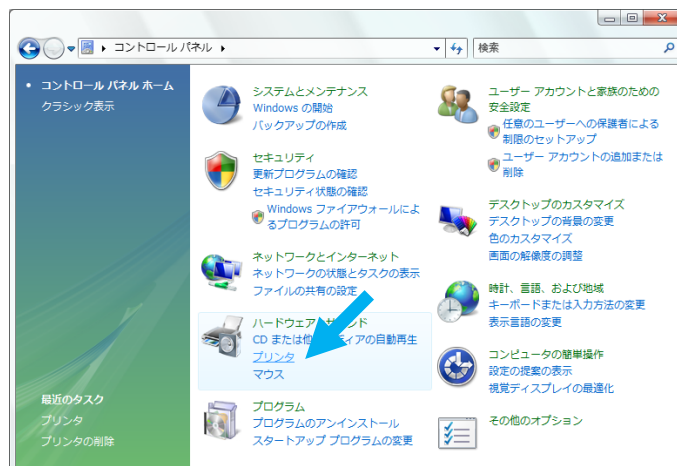 コントロール パネル
検索
コントロール パネル ホーム
クラシック表示
システムとメンテナンス
Windows の開始
バックアップの作成
セキュリティ
更新プログラムの確認
セキュリティ状態の確認
Windows ファイアウォールによ
るプログラムの許可
ネットワークとインターネット
ネットワークの状態とタスクの表示
ファイルの共有の設定
ハードウェア ンド
CD または他 ィアの自動再生
プリンタ
マウス
プログラム
プログラムのアンインストール
スタートアップ プログラムの変更
ユーザー アカウントと家族のための
安全設定
任意のユーザーへの保護者による
制限のセットアップ
ユーザー アカウントの追加または
削除
デスクトップのカスタマイズ
デスクトップの背景の変更
色のカスタマイズ
画面の解像度の調整
時計、言語、および地域
キーボードまたは入力方法の変更
表示言語の変更
コンピュータの簡単操作
設定の提案の表示
視覚ディスプレイの最適化
その他のオプション
最近のタスク
プリンタ
プリンタの削除